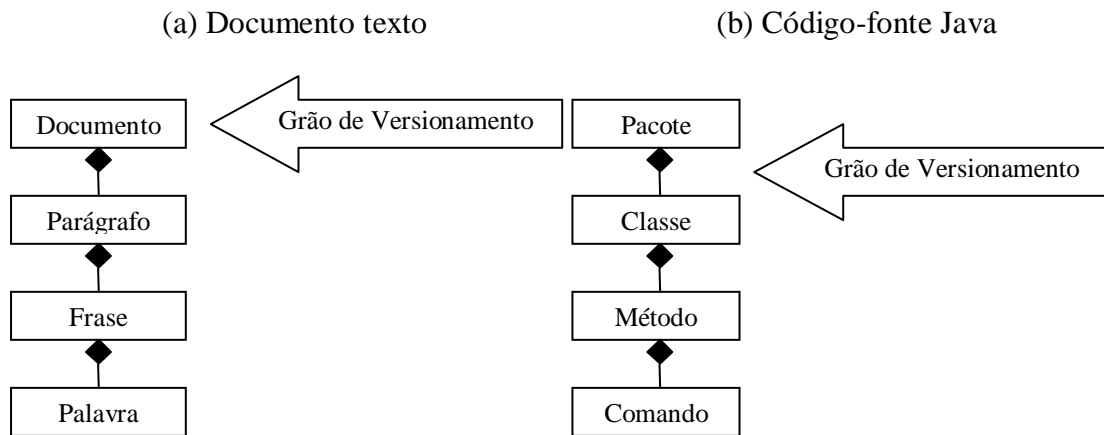 (a) Documento texto
Documento
Grão de Versionamento
Parágrafo
Frase
Palavra
(b) Código-fonte Java
Pacote
Grão de Versionamento
Classe
Método
Comando